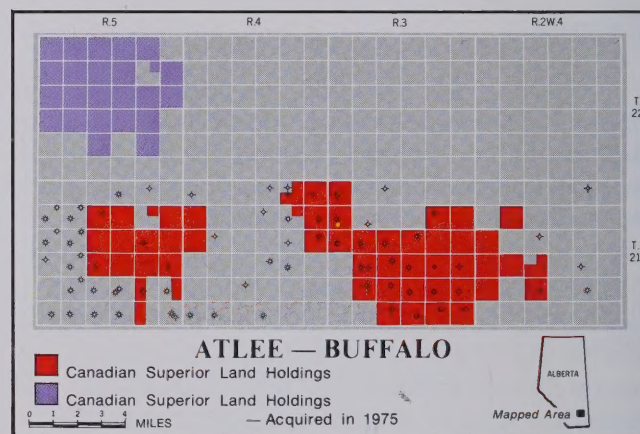 R.5 R.4 R.3 R.2W.4
T.
22
T.
21
ATLEE — BUFFALO
Canadian Superior Land Holdings
Canadian Superior Land Holdings
— Acquired in 1975
0 1 2 3 4 MILES
ALBERTA
Mapped Area